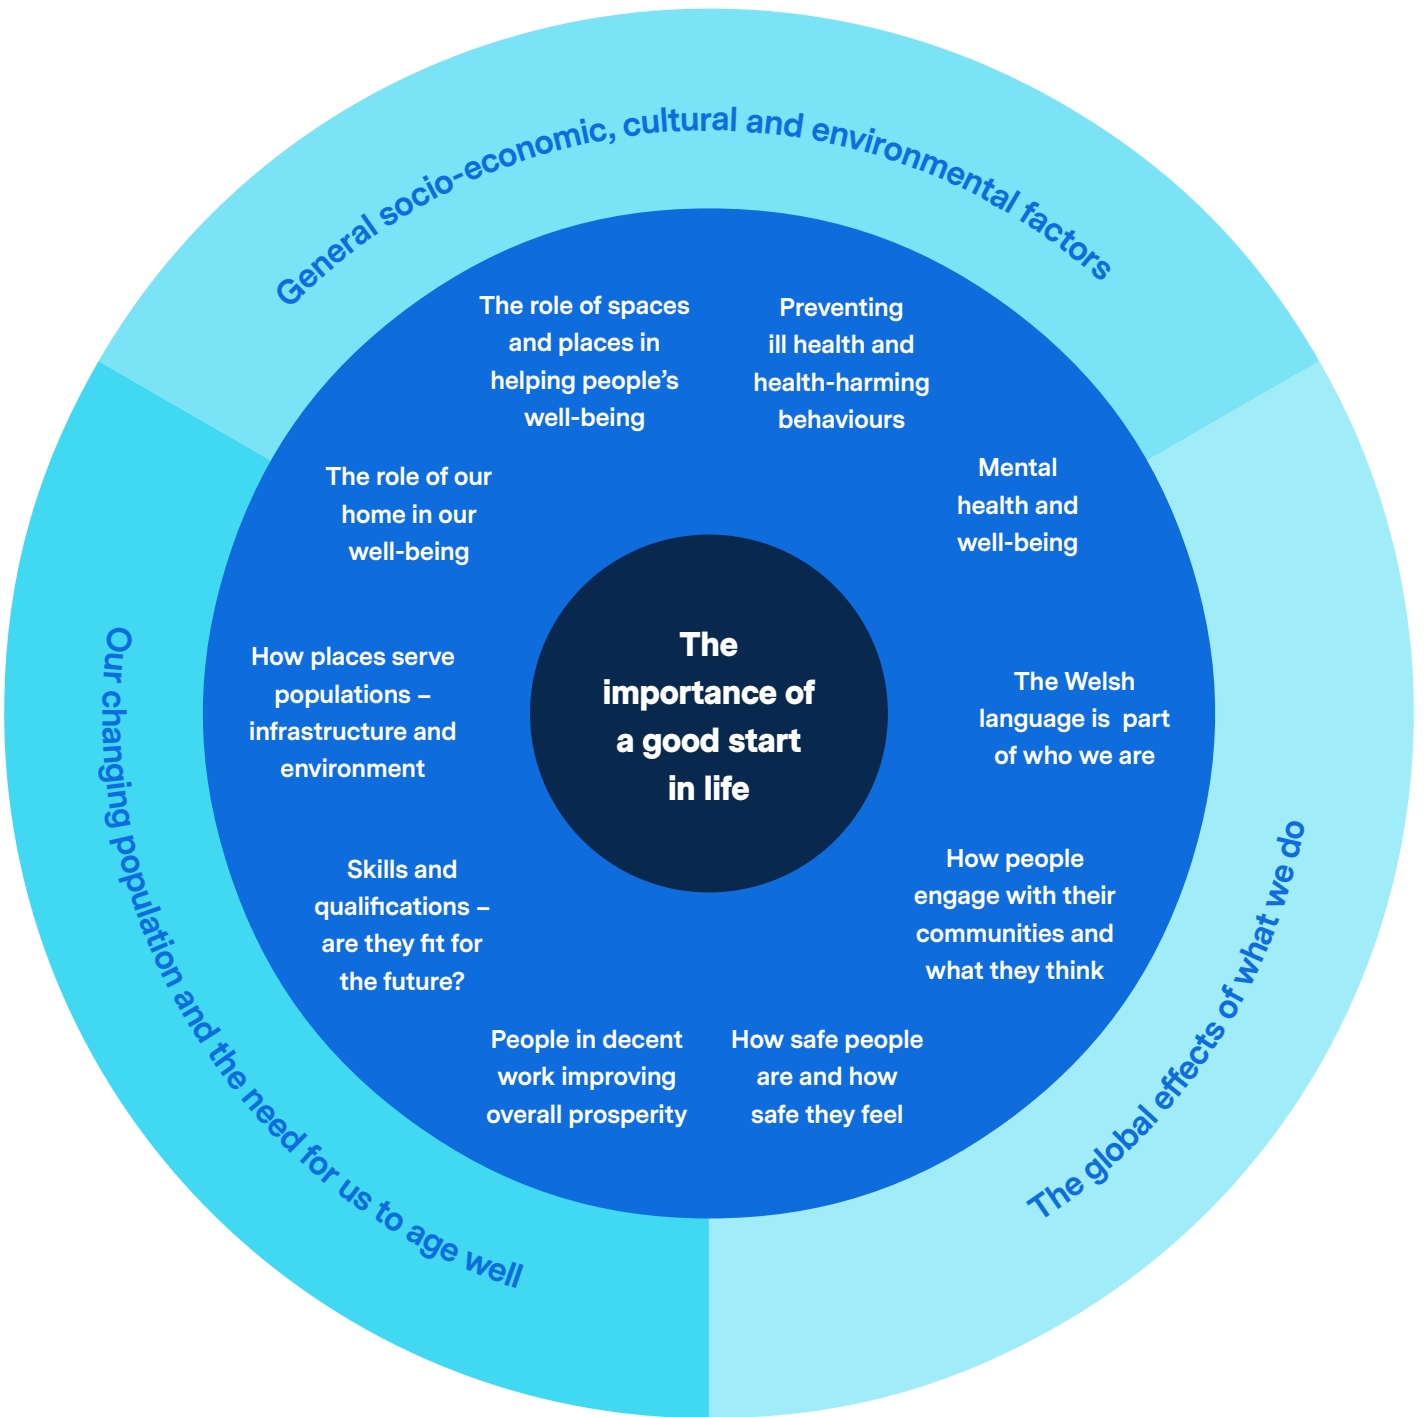 General socio-economic, cultural and environmental factors
The role of spaces
and places in
helping people’s
well-being
Preventing
ill health and
health-harming
behaviours
Mental
health and
well-being
The Welsh
language is part
of who we are
How people
engage with their
communities and
what they think
How safe people
are and how
safe they feel
People in decent
work improving
overall prosperity
Skills and
qualifications –
are they fit for
the future?
How places serve
populations –
infrastructure and
environment
The role of our
home in our
well-being
The
importance of
a good start
in life
The global effects of what we do
Our changing population and the need for us to age well